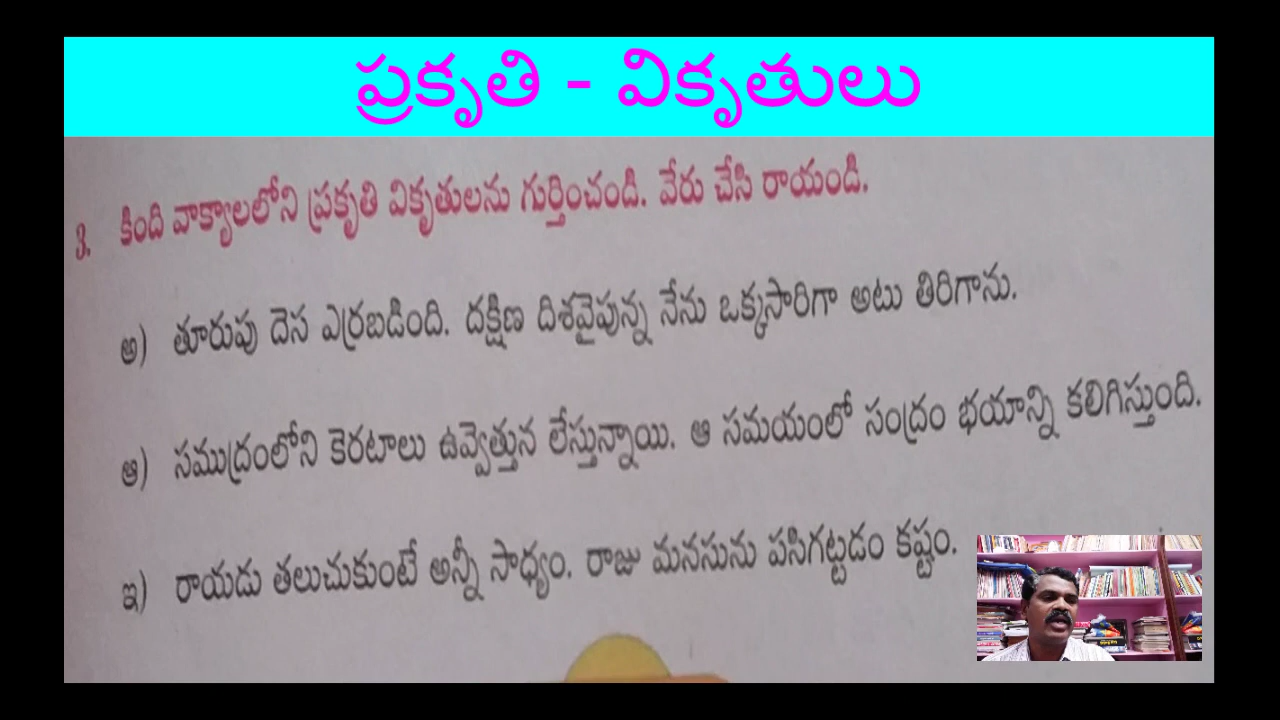 ప్రకృతి - వికృతులు
3. కింది వాక్యాలలోని ప్రకృతి వికృతులను గుర్తించండి. వేరు చేసి రాయండి.
అ) తూరుపు దెస ఎర్రబడింది. దక్షిణ దిశవైపున్న నేను ఒక్కసారిగా అటు తిరిగాను.
ఆ) సముద్రంలోని కెరటాలు ఉవ్వెత్తున లేస్తున్నాయి. ఆ సమయంలో సంద్రం భయాన్ని కలిగిస్తుంది.
ఇ) రాయడు తలుచుకుంటే అన్నీ సాధ్యం. రాజు మనసును పసిగట్టడం కష్టం.